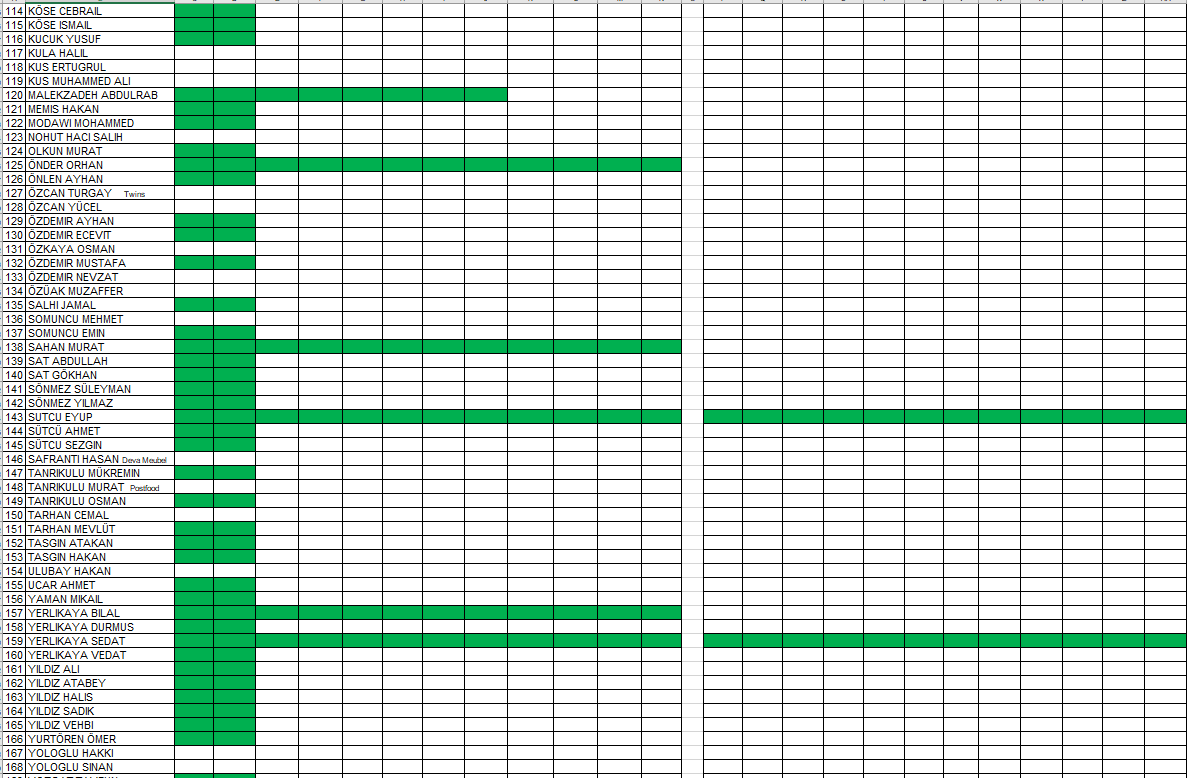 114 KÖSE CEBRAIL
115 KÖSE ISMAIL
116 KUCUK YUSUF
117 KULA HALIL
118 KUS ERTUGRUL
119 KUS MUHAMMED ALI
120 MALEKZADEH ABDULRAB
121 MEMIS HAKAN
122 MODAWI MOHAMMED
123 NOHUT HACI SALIH
124 OLKUN MURAT
125 ÖNDER ORHAN
126 ÖNLEN AYHAN
127 ÖZCAN TURGAY Twins
128 ÖZCAN YÜCEL
129 ÖZDEMIR AYHAN
130 ÖZDEMIR ECEVIT
131 ÖZKAYA OSMAN
132 ÖZDEMIR MUSTAFA
133 ÖZDEMIR NEVZAT
134 ÖZÜAK MUZAFFER
135 SALHI JAMAL
136 SOMUNCU MEHMET
137 SOMUNCU EMIN
138 SAHAN MURAT
139 SAT ABDULLAH
140 SAT GÖKHAN
141 SÖNMEZ SÜLEYMAN
142 SÖNMEZ YILMAZ
143 SUTCU EYUP
144 SÜTCÜ AHMET
145 SÜTCU SEZGIN
146 SAFRANTI HASAN Deva Meubel
147 TANRIKULU MÜKREMIN
148 TANRIKULU MURAT Postfood
149 TANRIKULU OSMAN
150 TARHAN CEMAL
151 TARHAN MEVLÜT
152 TASGIN ATAKAN
153 TASGIN HAKAN
154 ULUBAY HAKAN
155 UCAR AHMET
156 YAMAN MIKAIL
157 YERLIKAYA BILAL
158 YERLIKAYA DURMUS
159 YERLIKAYA SEDAT
160 YERLIKAYA VEDAT
161 YILDIZ ALI
162 YILDIZ ATABEY
163 YILDIZ HALIS
164 YILDIZ SADIK
165 YILDIZ VEHBI
166 YURTÖREN ÖMER
167 YOLOGLU HAKKI
168 YOLOGLU SINAN